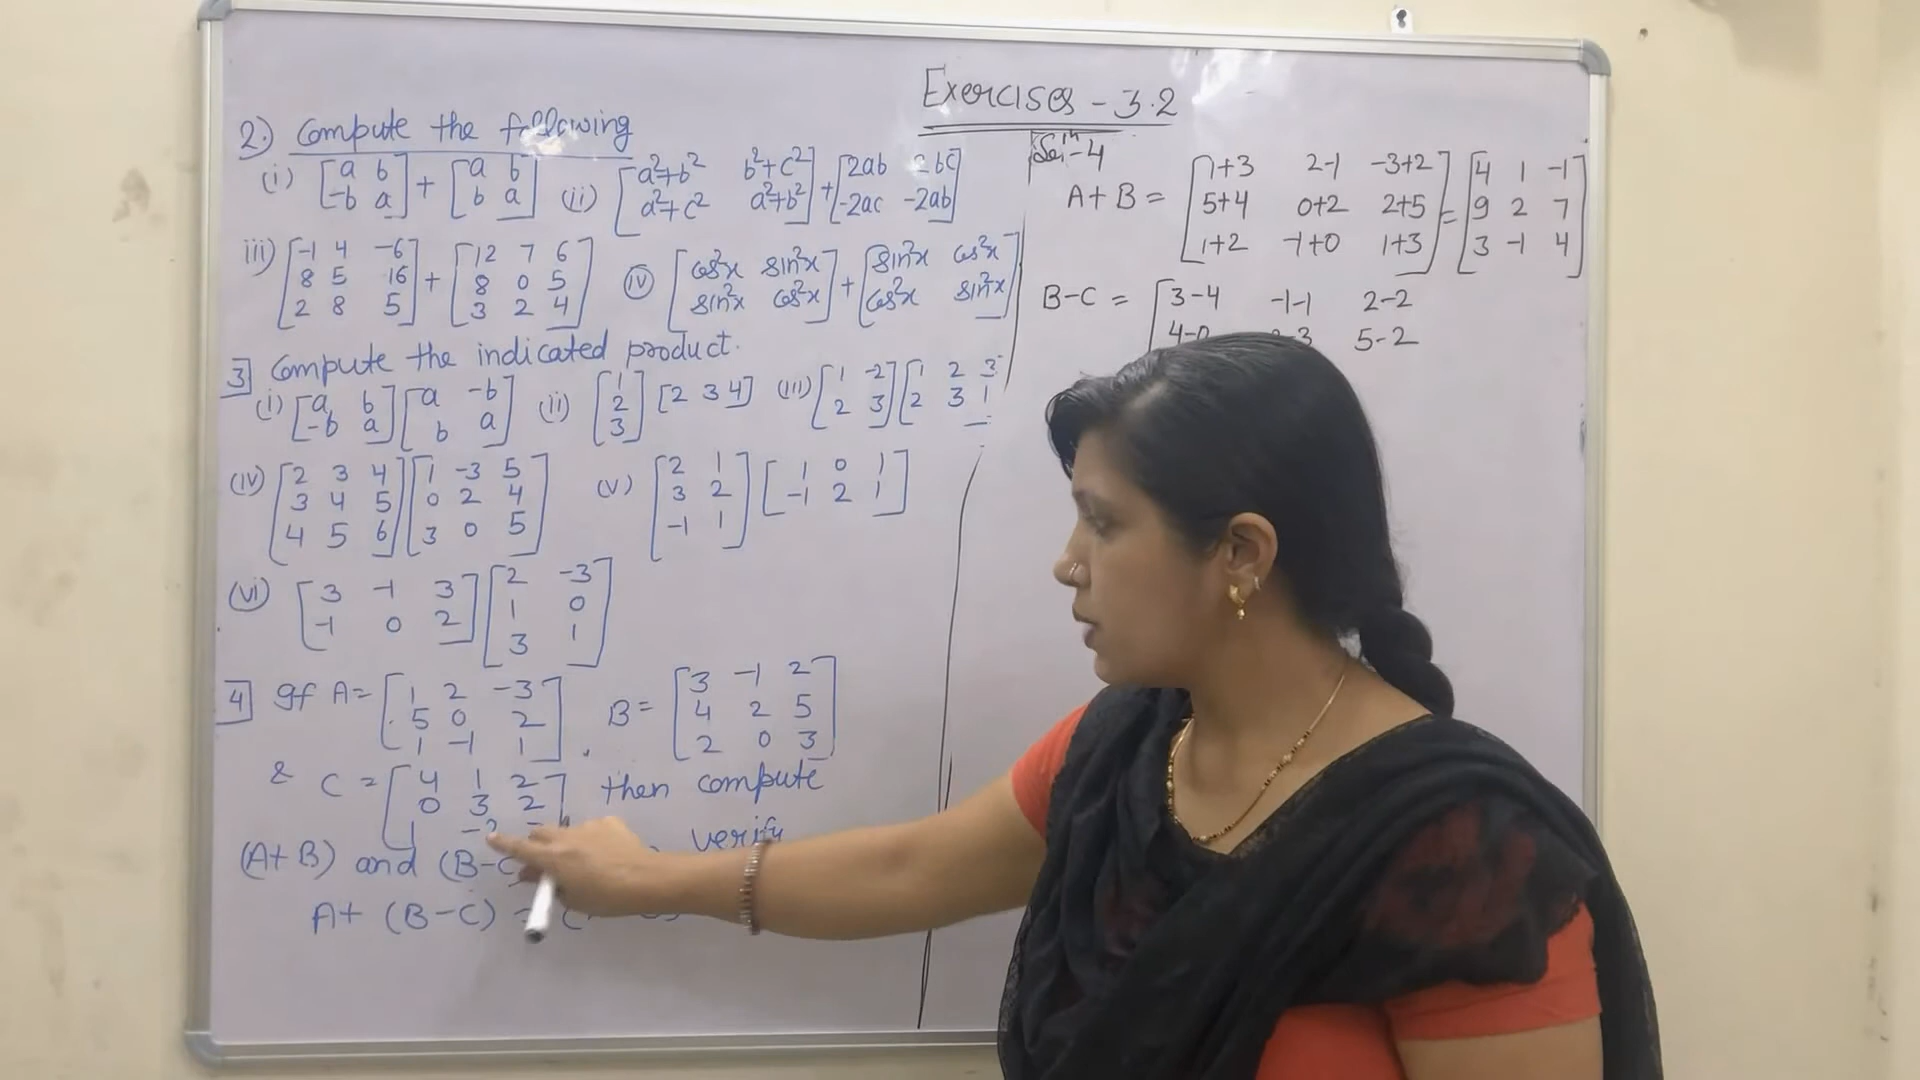 Exercises - 3.2
2.) Compute the following
(i) [a b] + [a b] (ii) [a²+b² b²+c²] + [2ab 2bc]
[-b a] [b a] [a²+c² a²+b²] [-2ac -2ab]
iii) [-1 4 -6] + [12 7 6] (iv) [cos²x sin²x] + [sin²x cos²x]
[8 5 16] [8 0 5] [sin²x cos²x] [cos²x sin²x]
[2 8 5] [3 2 4]
3] Compute the indicated product.
(i) [a b] [a -b] (ii) [1] [2 3 4] (iii) [1 -2] [1 2 3]
[-b a] [b a] [2] [2 3] [2 3 1]
[3]
(iv) [2 3 4] [1 -3 5] (v) [2 1] [1 0 1]
[3 4 5] [0 2 4] [3 2] [-1 2 1]
[4 5 6] [3 0 5] [-1 1]
(vi) [3 -1 3] [2 -3]
[-1 0 2] [1 0]
[3 1]
4] If A = [1 2 -3] , B = [3 -1 2]
[5 0 2] [4 2 5]
[1 -1 1] [2 0 3]
& C = [4 1 2] then compute
[0 3 2]
[1 -2
(A+B) and (B-C) verify
A+ (B-C) =
Solⁿ-4
A+B = [1+3 2-1 -3+2] = [4 1 -1]
[5+4 0+2 2+5] [9 2 7]
[1+2 -1+0 1+3] [3 -1 4]
B-C = [3-4 -1-1 2-2
4-0 -3 5-2